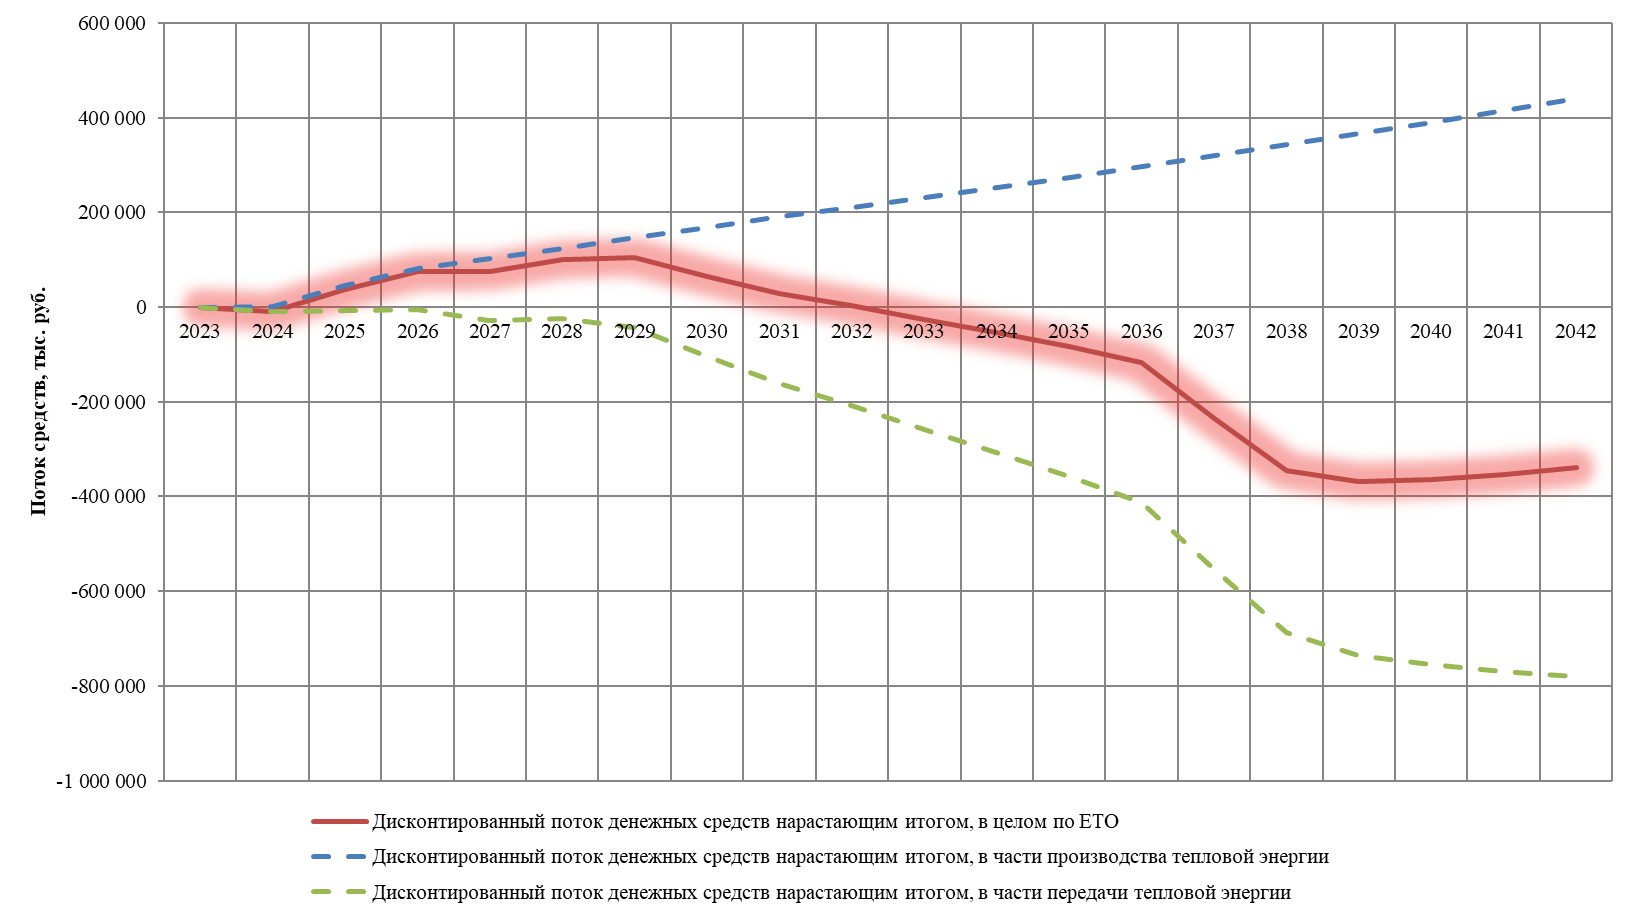 600 000
400 000
200 000
0
-200 000
-400 000
-600 000
-800 000
-1 000 000
Поток средств, тыс. руб.
2023 2024 2025 2026 2027 2028 2029 2030 2031 2032 2033 2034 2035 2036 2037 2038 2039 2040 2041 2042
Дисконтированный поток денежных средств нарастающим итогом, в целом по ЕТО
Дисконтированный поток денежных средств нарастающим итогом, в части производства тепловой энергии
Дисконтированный поток денежных средств нарастающим итогом, в части передачи тепловой энергии